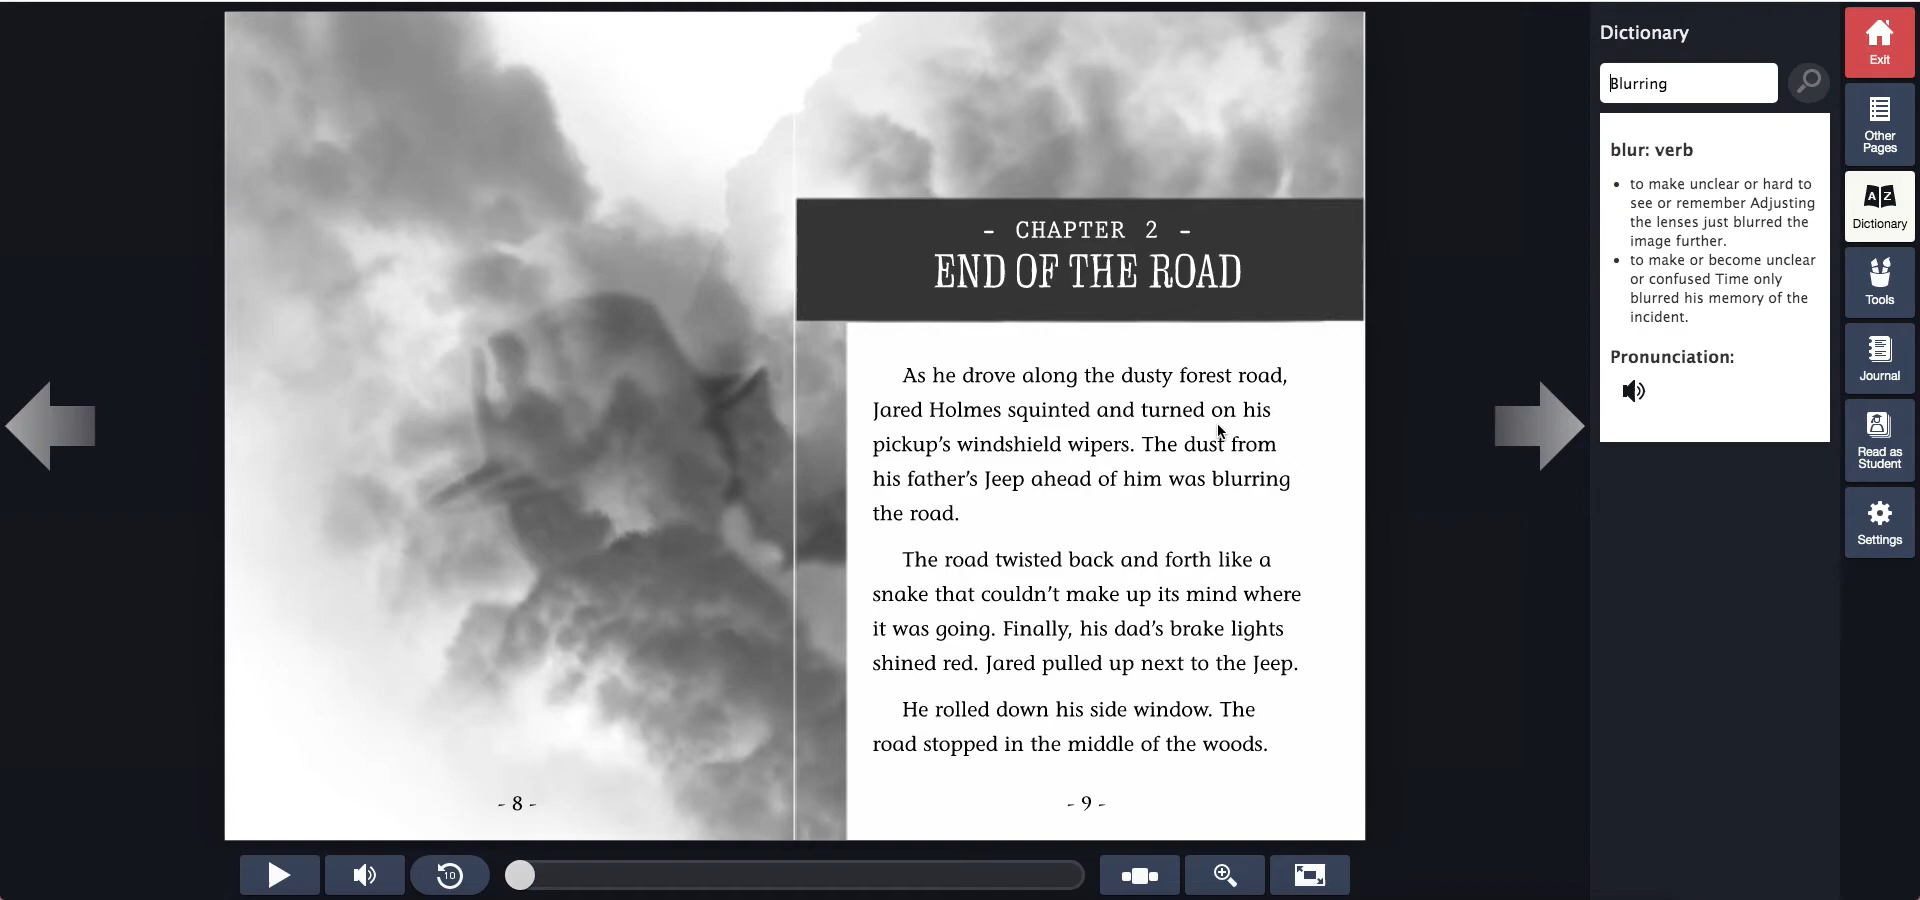 - CHAPTER 2 -
END OF THE ROAD
As he drove along the dusty forest road,
Jared Holmes squinted and turned on his
pickup's windshield wipers. The dust from
his father's Jeep ahead of him was blurring
the road.
The road twisted back and forth like a
snake that couldn't make up its mind where
it was going. Finally, his dad's brake lights
shined red. Jared pulled up next to the Jeep.
He rolled down his side window. The
road stopped in the middle of the woods.
- 8 -
- 9 -
10
Dictionary
Blurring
blur: verb
• to make unclear or hard to
see or remember Adjusting
the lenses just blurred the
image further.
• to make or become unclear
or confused Time only
blurred his memory of the
incident.
Pronunciation:
Exit
Other
Pages
A Z
Dictionary
Tools
Journal
Read as
Student
Settings